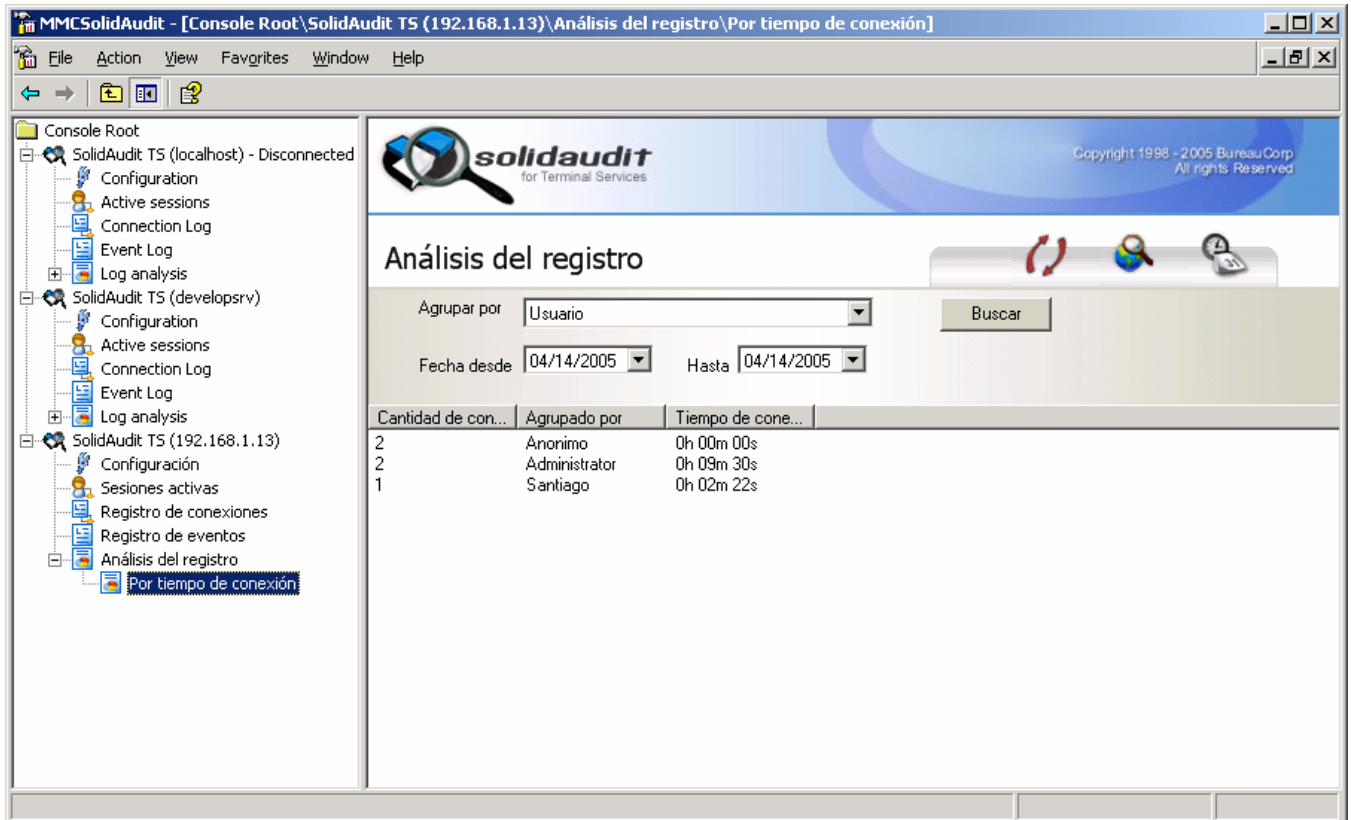 MMCSolidAudit - [Console Root\SolidAudit TS (192.168.1.13)\Análisis del registro\Por tiempo de conexión]
File Action View Favorites Window Help
Console Root
SolidAudit TS (localhost) - Disconnected
Configuration
Active sessions
Connection Log
Event Log
Log analysis
SolidAudit TS (developsrv)
Configuration
Active sessions
Connection Log
Event Log
Log analysis
SolidAudit TS (192.168.1.13)
Configuración
Sesiones activas
Registro de conexiones
Registro de eventos
Análisis del registro
Por tiempo de conexión
solidaudit
for Terminal Services
Copyright 1998 - 2005 BureauCorp
All rights Reserved
Análisis del registro
31
Agrupar por Usuario Buscar
Fecha desde 04/14/2005 Hasta 04/14/2005
Cantidad de con... Agrupado por Tiempo de cone...
2 Anonimo 0h 00m 00s
2 Administrator 0h 09m 30s
1 Santiago 0h 02m 22s